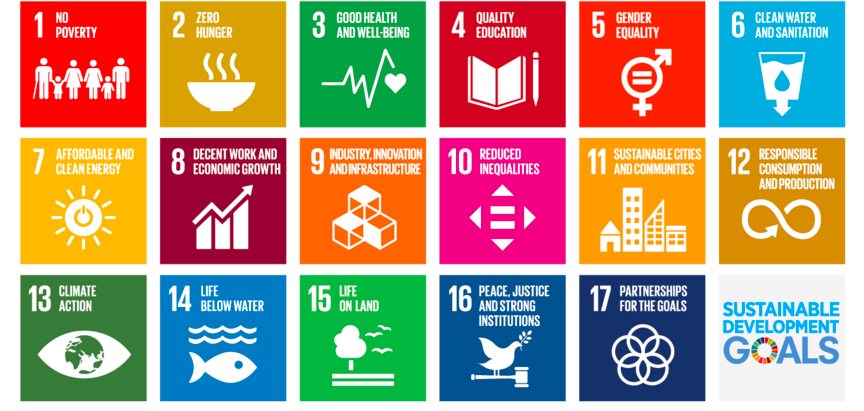 1 NO
POVERTY
2 ZERO
HUNGER
3 GOOD HEALTH
AND WELL-BEING
4 QUALITY
EDUCATION
5 GENDER
EQUALITY
6 CLEAN WATER
AND SANITATION
7 AFFORDABLE AND
CLEAN ENERGY
8 DECENT WORK AND
ECONOMIC GROWTH
9 INDUSTRY, INNOVATION
AND INFRASTRUCTURE
10 REDUCED
INEQUALITIES
11 SUSTAINABLE CITIES
AND COMMUNITIES
12 RESPONSIBLE
CONSUMPTION
AND PRODUCTION
13 CLIMATE
ACTION
14 LIFE
BELOW WATER
15 LIFE
ON LAND
16 PEACE, JUSTICE
AND STRONG
INSTITUTIONS
17 PARTNERSHIPS
FOR THE GOALS
SUSTAINABLE
DEVELOPMENT
GOALS